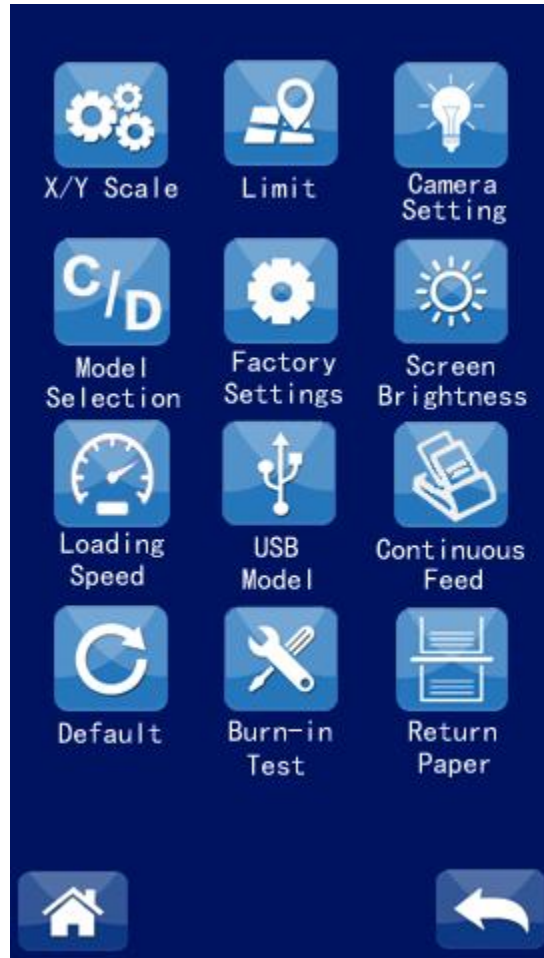 X/Y Scale
Limit
Camera
Setting
C/D
Model
Selection
Factory
Settings
Screen
Brightness
Loading
Speed
USB
Model
Continuous
Feed
Default
Burn-in
Test
Return
Paper